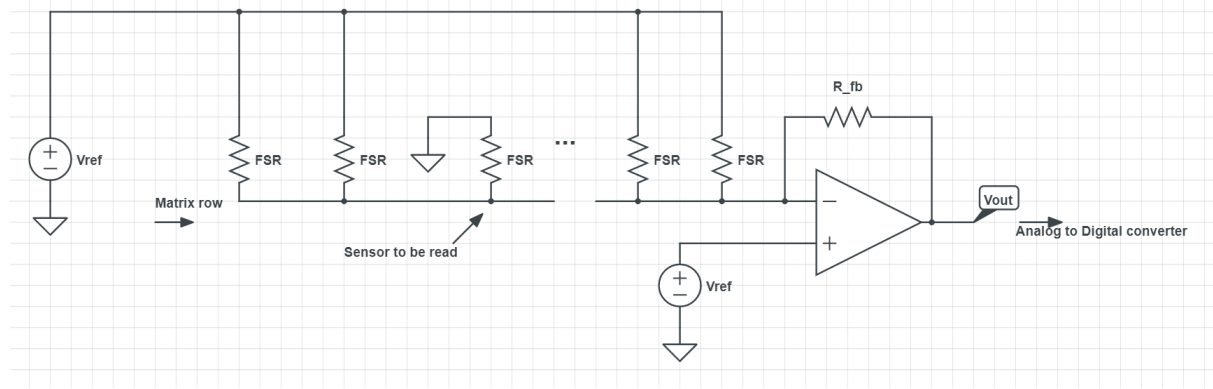 R_fb
Vref
FSR
FSR
FSR
...
FSR
FSR
Matrix row
Vout
Sensor to be read
Analog to Digital converter
Vref